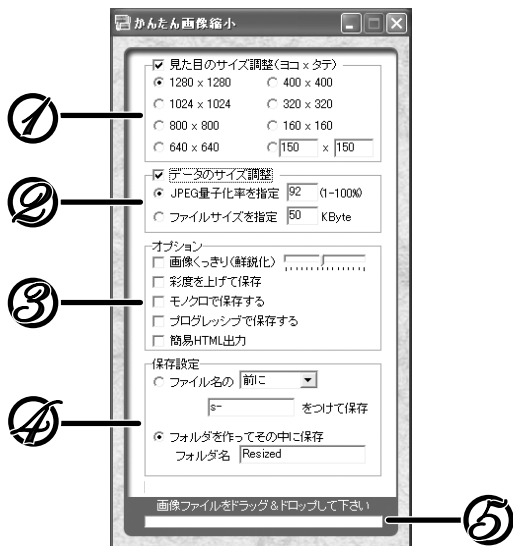 かんたん画像縮小
見た目のサイズ調整(ヨコ x タテ)
1280 x 1280 400 x 400
1024 x 1024 320 x 320
800 x 800 160 x 160
640 x 640 150 x 150
データのサイズ調整
JPEG量子化率を指定 92 (1-100%)
ファイルサイズを指定 50 KByte
オプション
画像くっきり(鮮鋭化)
彩度を上げて保存
モノクロで保存する
プログレッシブで保存する
簡易HTML出力
保存設定
ファイル名の 前に
s-
をつけて保存
フォルダを作ってその中に保存
フォルダ名 Resized
画像ファイルをドラッグ&ドロップして下さい
1
2
3
4
5